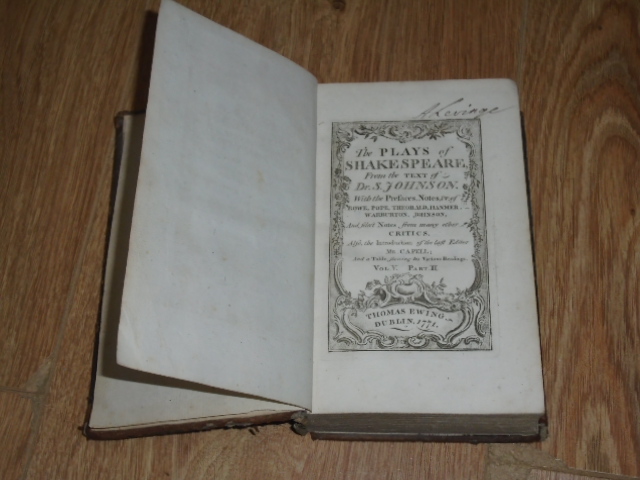 Levinge
The PLAYS of
SHAKESPEARE,
From the TEXT of
Dr. S. JOHNSON.
With the Prefaces, Notes, &c. of
ROWE, POPE, THEOBALD, HANMER
WARBURTON, JOHNSON,
And select Notes from many other
CRITICS.
Also, the Introduction of the last Editor
Mr. CAPELL;
And a Table shewing the Various Readings.
VOL. V. PART II
THOMAS EWING
DUBLIN, 1771.